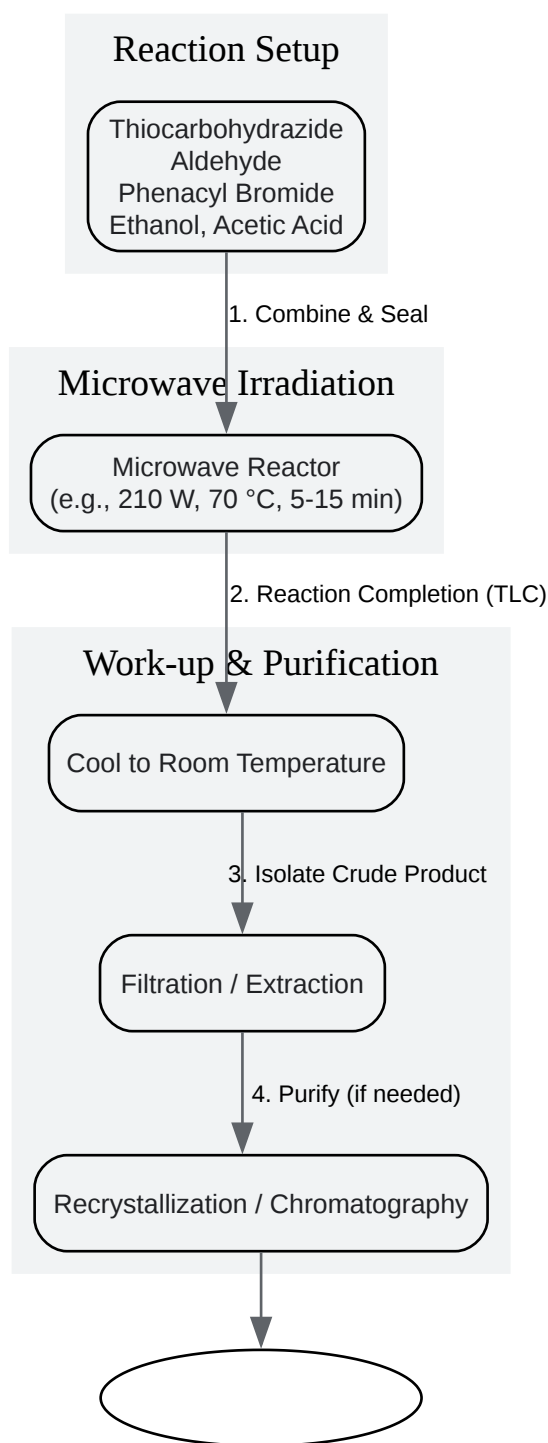 Reaction Setup
Thiocarbohydrazide
Aldehyde
Phenacyl Bromide
Ethanol, Acetic Acid
1. Combine & Seal
Microwave Irradiation
Microwave Reactor
(e.g., 210 W, 70 °C, 5-15 min)
2. Reaction Completion (TLC)
Work-up & Purification
Cool to Room Temperature
3. Isolate Crude Product
Filtration / Extraction
4. Purify (if needed)
Recrystallization / Chromatography